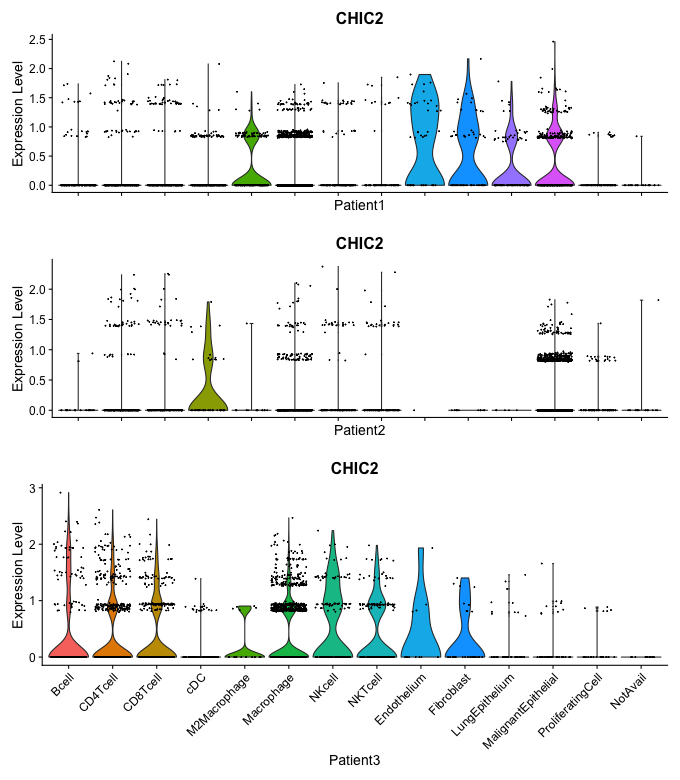 CHIC2
Expression Level
2.5
2.0
1.5
1.0
0.5
0.0
Patient1
CHIC2
Expression Level
2.0
1.5
1.0
0.5
0.0
Patient2
CHIC2
Expression Level
3
2
1
0
Bcell
CD4Tcell
CD8Tcell
cDC
M2Macrophage
Macrophage
NKcell
NKTcell
Endothelium
Fibroblast
LungEpithelium
MalignantEpithelial
ProliferatingCell
NotAvail
Patient3